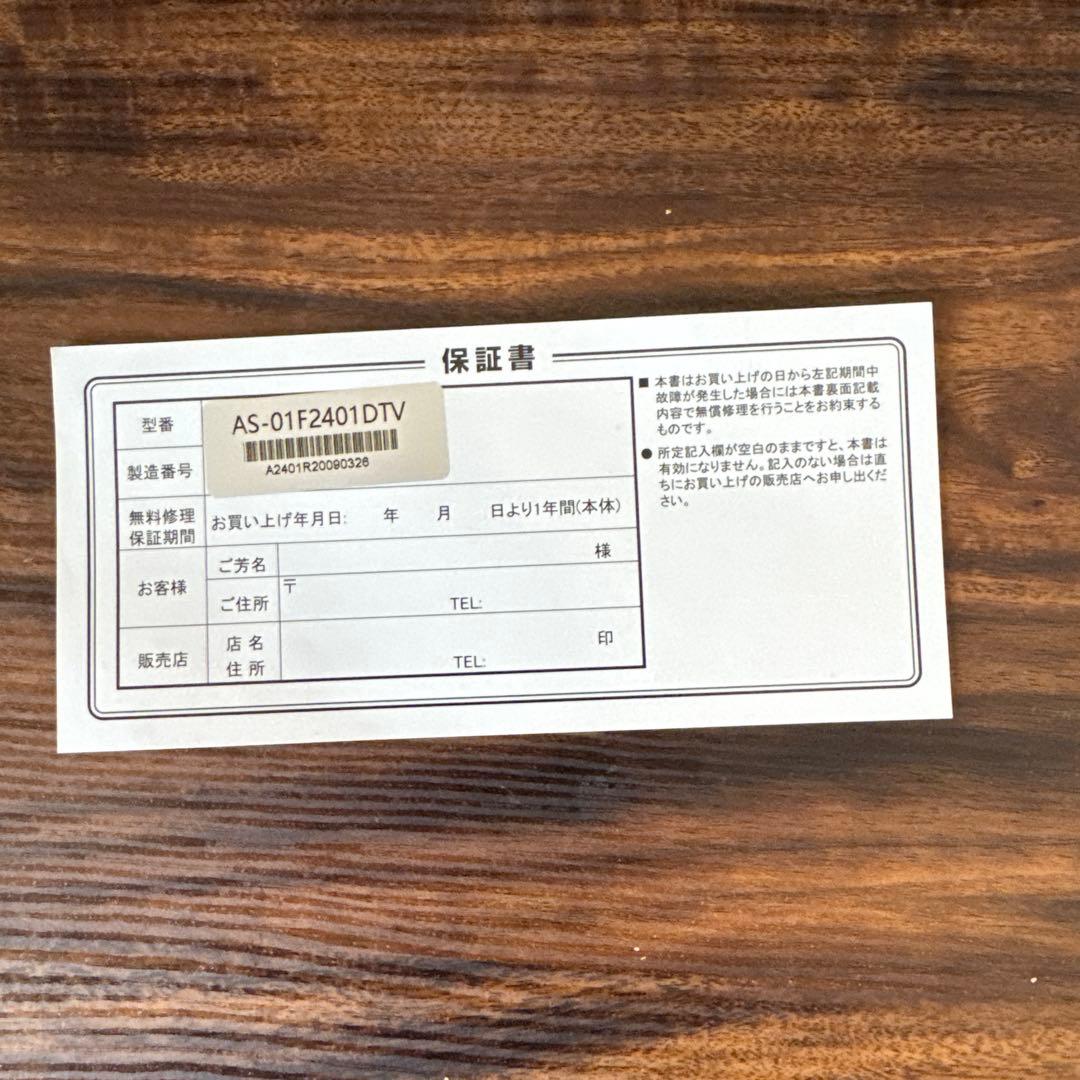 保証書
型番
AS-01F2401DTV
製造番号
A2401R20090326
無料修理
保証期間
お買い上げ年月日: 年 月 日より1年間(本体)
お客様
ご芳名
様
ご住所
〒
TEL:
販売店
店名
印
住所
TEL:
■ 本書はお買い上げの日から左記期間中
故障が発生した場合には本書裏面記載
内容で無償修理を行うことをお約束する
ものです。
● 所定記入欄が空白のままですと、本書は
有効になりません。記入のない場合は直
ちにお買い上げの販売店へお申し出くだ
さい。